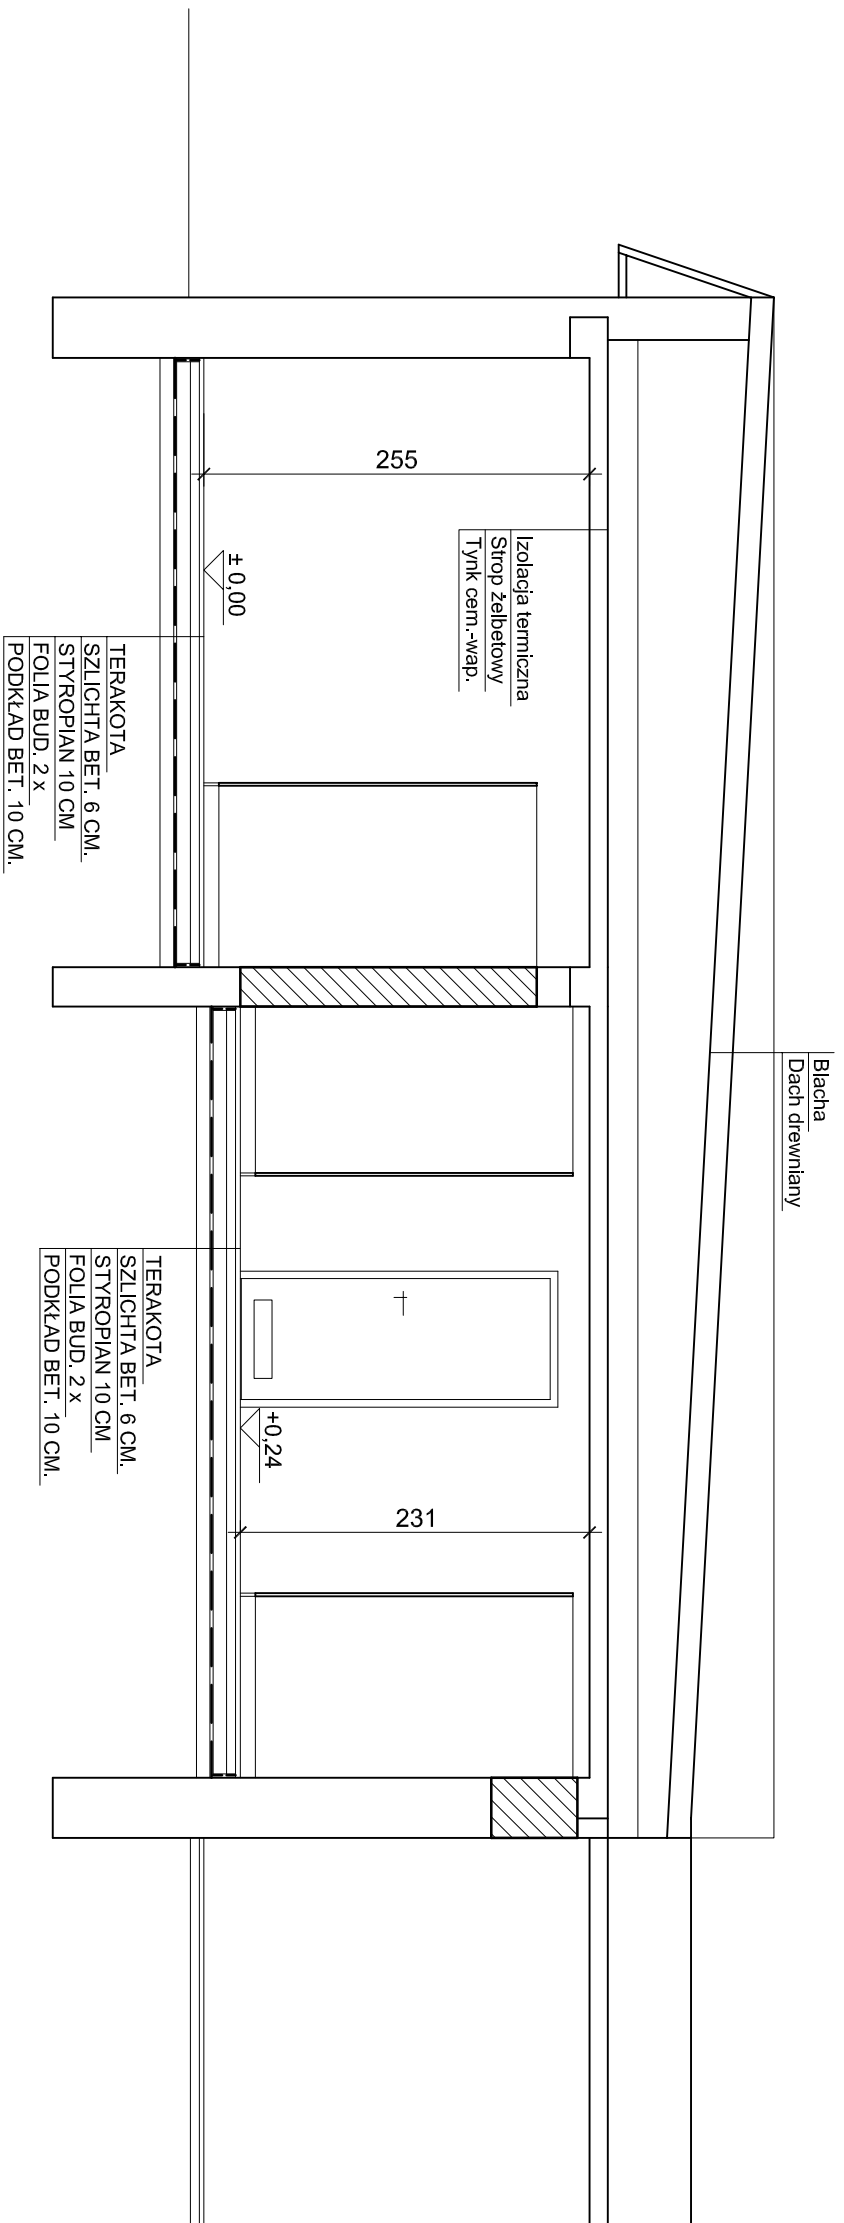 Blacha
Dach drewniany
Izolacja termiczna
Strop żelbetowy
Tynk cem.-wap.
255
± 0,00
TERAKOTA
SZLICHTA BET. 6 CM.
STYROPIAN 10 CM
FOLIA BUD. 2 x
PODKŁAD BET. 10 CM.
231
+0,24
TERAKOTA
SZLICHTA BET. 6 CM.
STYROPIAN 10 CM
FOLIA BUD. 2 x
PODKŁAD BET. 10 CM.